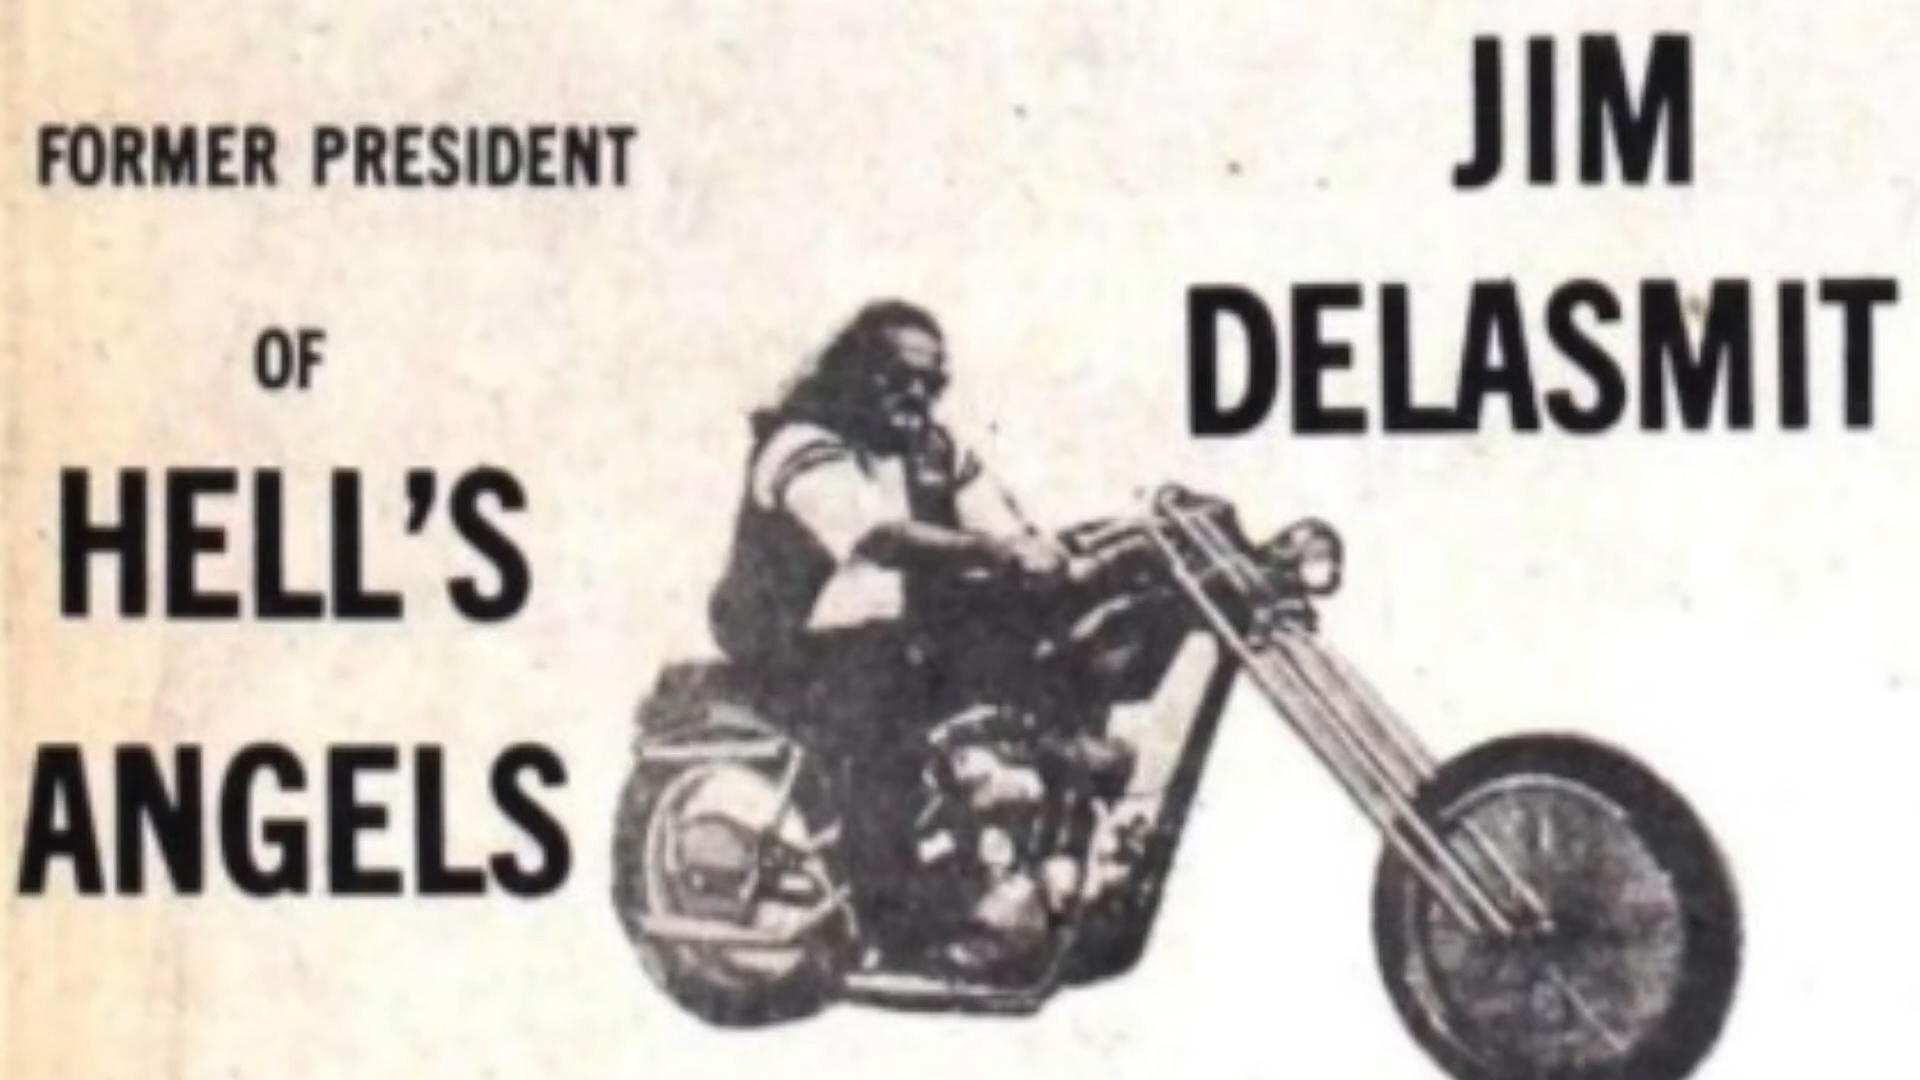 FORMER PRESIDENT
OF
HELL'S
ANGELS
JIM
DELASMIT